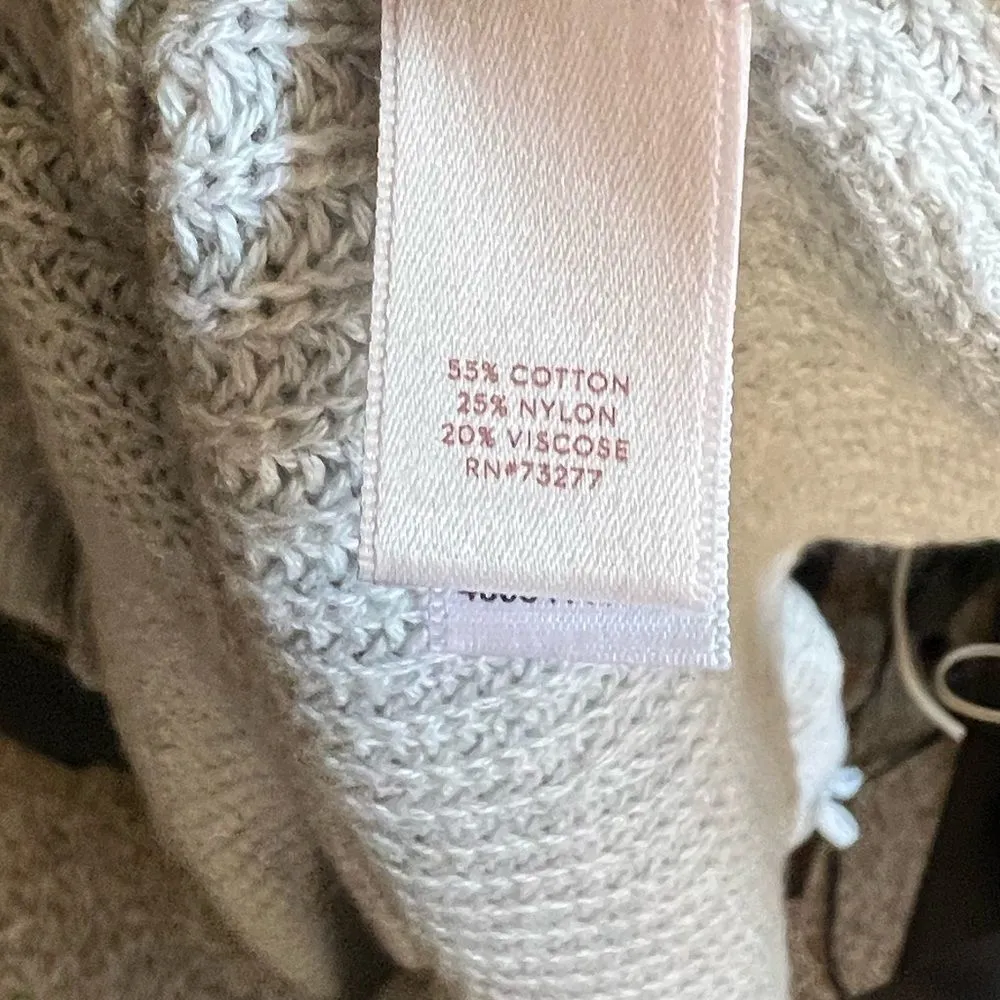 55% COTTON
25% NYLON
20% VISCOSE
RN#73277